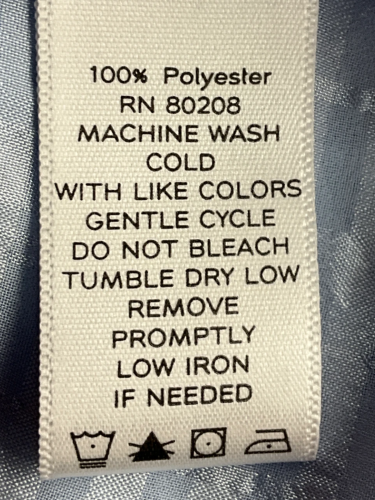 100% Polyester
RN 80208
MACHINE WASH
COLD
WITH LIKE COLORS
GENTLE CYCLE
DO NOT BLEACH
TUMBLE DRY LOW
REMOVE
PROMPTLY
LOW IRON
IF NEEDED